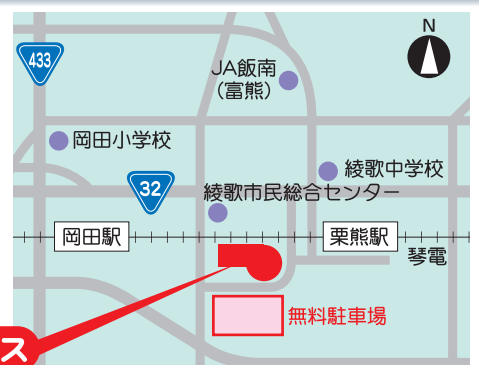 N
433
JA飯南
(富熊)
岡田小学校
綾歌中学校
32
綾歌市民総合センター
岡田駅
栗熊駅
琴電
無料駐車場
ス